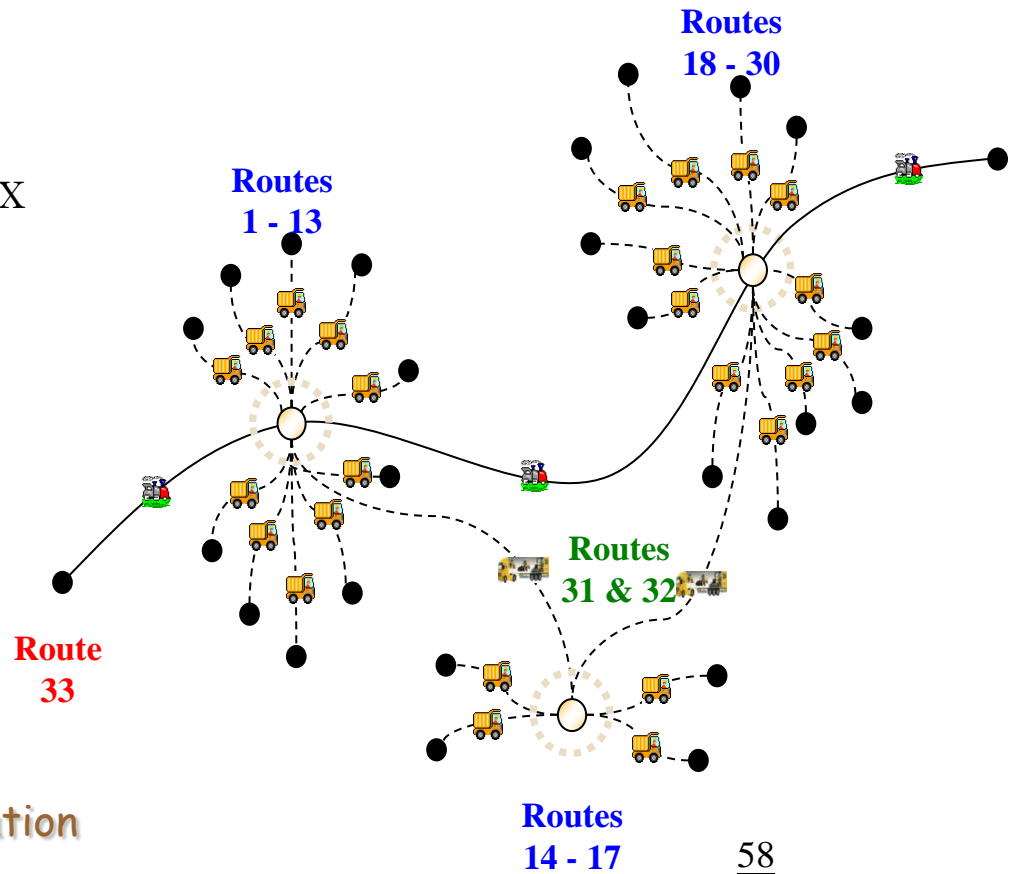 Routes
18 - 30
X
Routes
1 - 13
Routes
31 & 32
Route
33
Routes
14 - 17
58